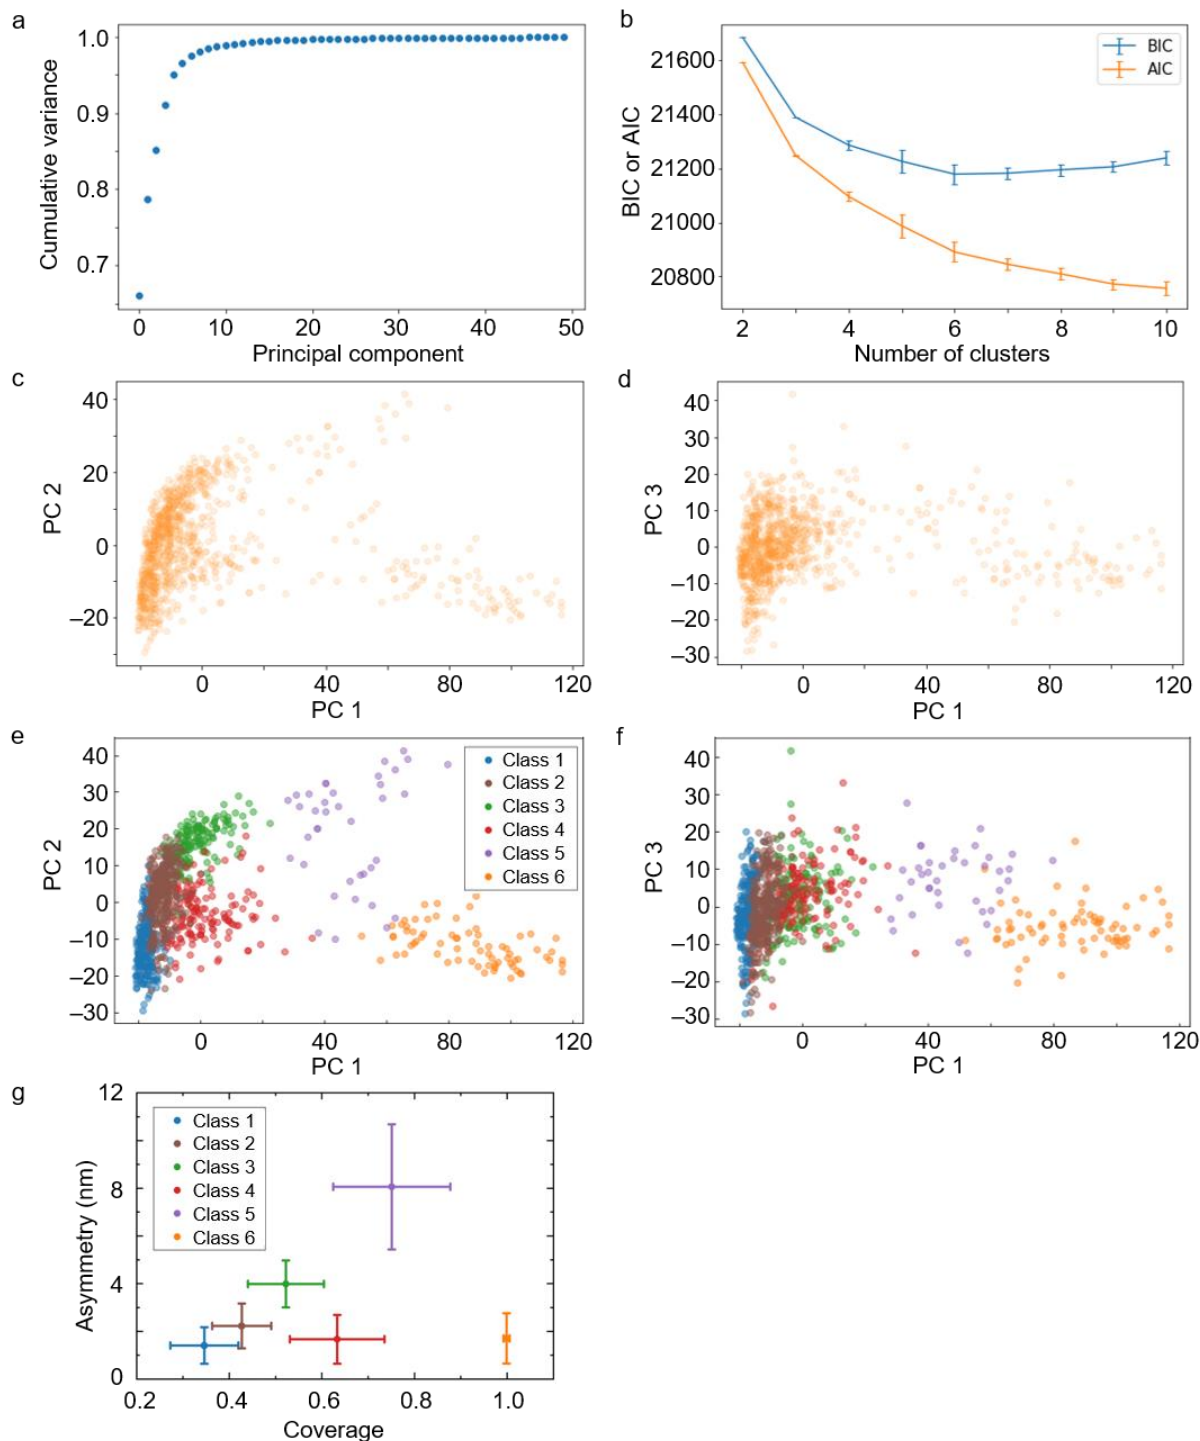 a
1.0
0.9
0.8
0.7
Cumulative variance
0 10 20 30 40 50
Principal component
b
21600
21400
21200
21000
20800
BIC or AIC
BIC
AIC
2 4 6 8 10
Number of clusters
c
40
20
0
–20
PC 2
0 40 80 120
PC 1
d
40
30
20
10
0
–10
–20
–30
PC 3
0 40 80 120
PC 1
e
40
30
20
10
0
–10
–20
–30
PC 2
Class 1
Class 2
Class 3
Class 4
Class 5
Class 6
0 40 80 120
PC 1
f
40
30
20
10
0
–10
–20
–30
PC 3
0 40 80 120
PC 1
g
12
8
4
0
Asymmetry (nm)
Class 1
Class 2
Class 3
Class 4
Class 5
Class 6
0.2 0.4 0.6 0.8 1.0
Coverage